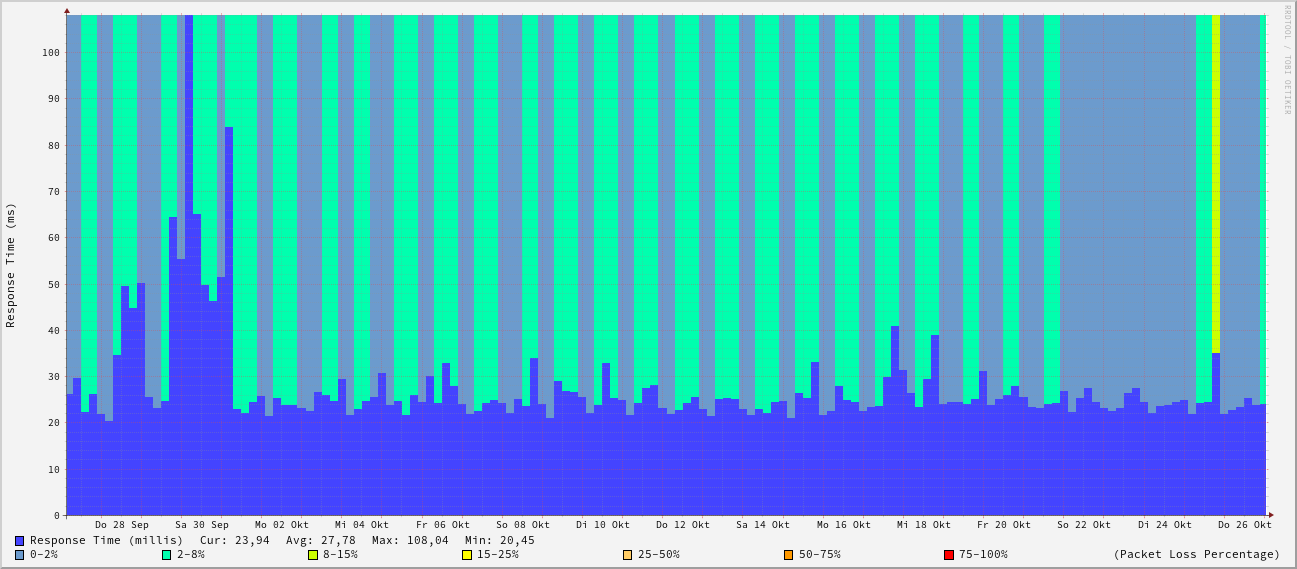 RRDTOOL / TOBI OETIKER
Response Time (ms)
100
90
80
70
60
50
40
30
20
10
0
Do 28 Sep Sa 30 Sep Mo 02 Okt Mi 04 Okt Fr 06 Okt So 08 Okt Di 10 Okt Do 12 Okt Sa 14 Okt Mo 16 Okt Mi 18 Okt Fr 20 Okt So 22 Okt Di 24 Okt Do 26 Okt
Response Time (millis) Cur: 23,94 Avg: 27,78 Max: 108,04 Min: 20,45
0-2% 2-8% 8-15% 15-25% 25-50% 50-75% 75-100% (Packet Loss Percentage)